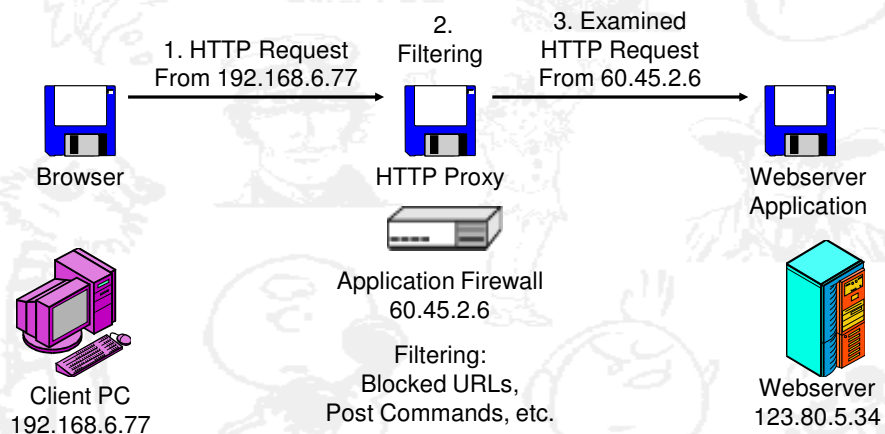 1. HTTP Request
From 192.168.6.77
2.
Filtering
3. Examined
HTTP Request
From 60.45.2.6
Browser
HTTP Proxy
Webserver
Application
Application Firewall
60.45.2.6
Filtering:
Blocked URLs,
Post Commands, etc.
Client PC
192.168.6.77
Webserver
123.80.5.34